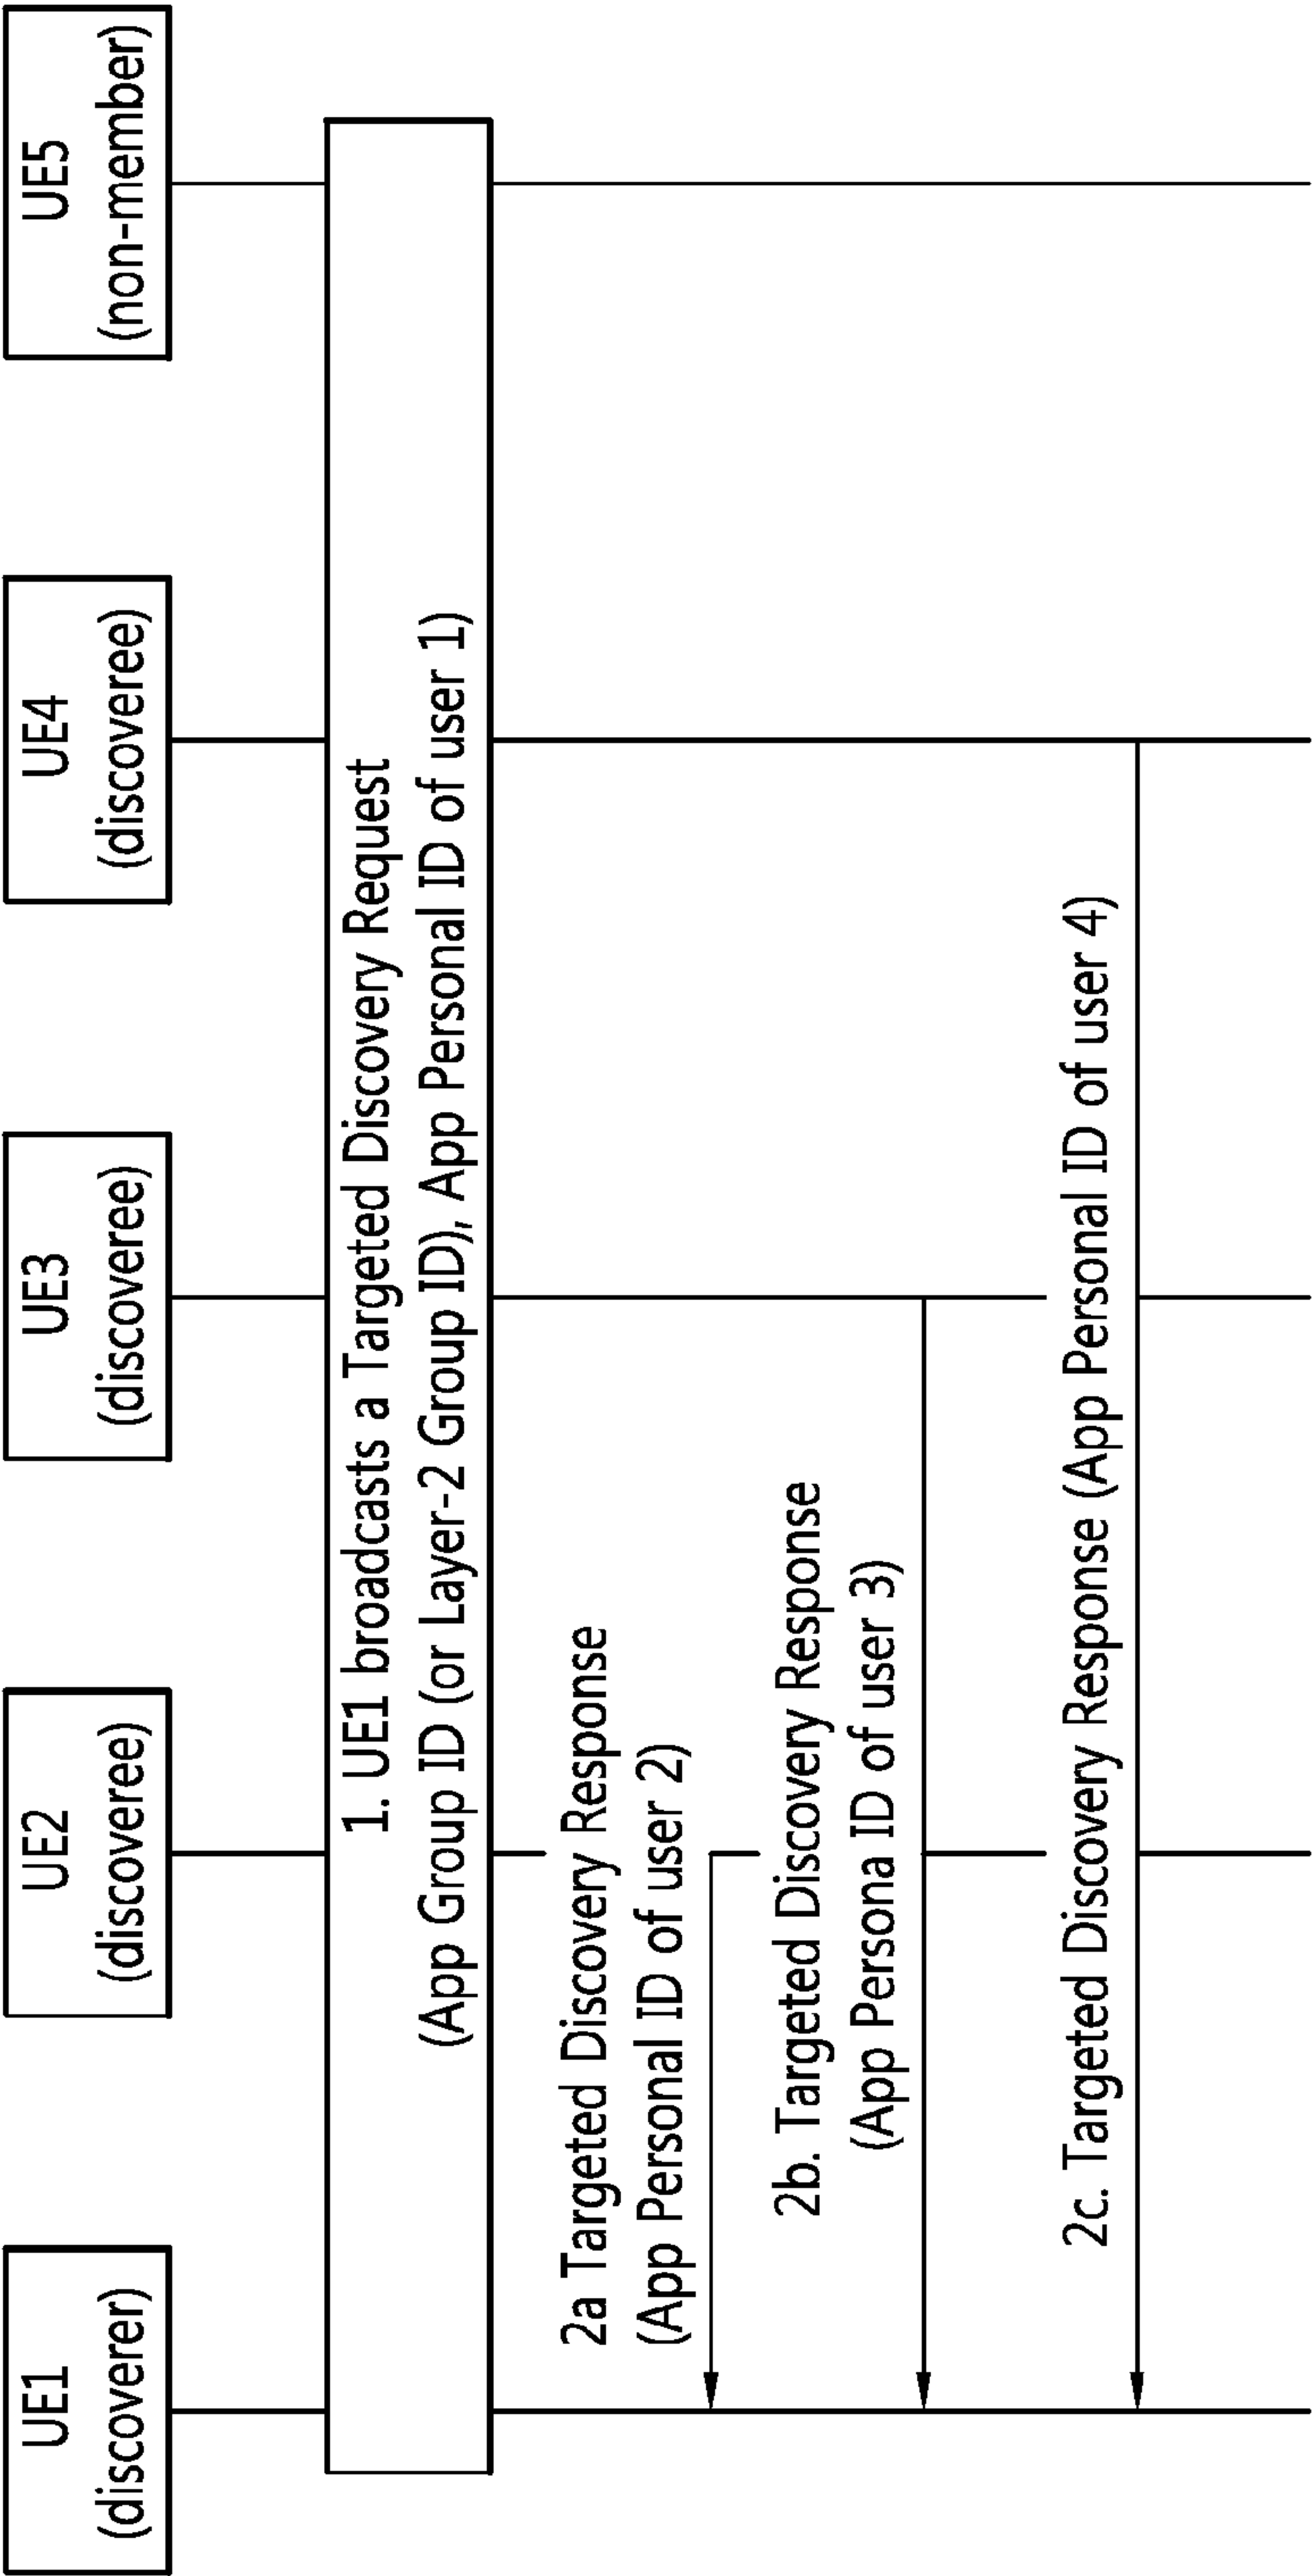 UE1
(discoverer)
UE2
(discoveree)
UE3
(discoveree)
UE4
(discoveree)
UE5
(non-member)
1. UE1 broadcasts a Targeted Discovery Request
(App Group ID (or Layer-2 Group ID), App Personal ID of user 1)
2a Targeted Discovery Response
(App Personal ID of user 2)
2b. Targeted Discovery Response
(App Persona ID of user 3)
2c. Targeted Discovery Response (App Personal ID of user 4)